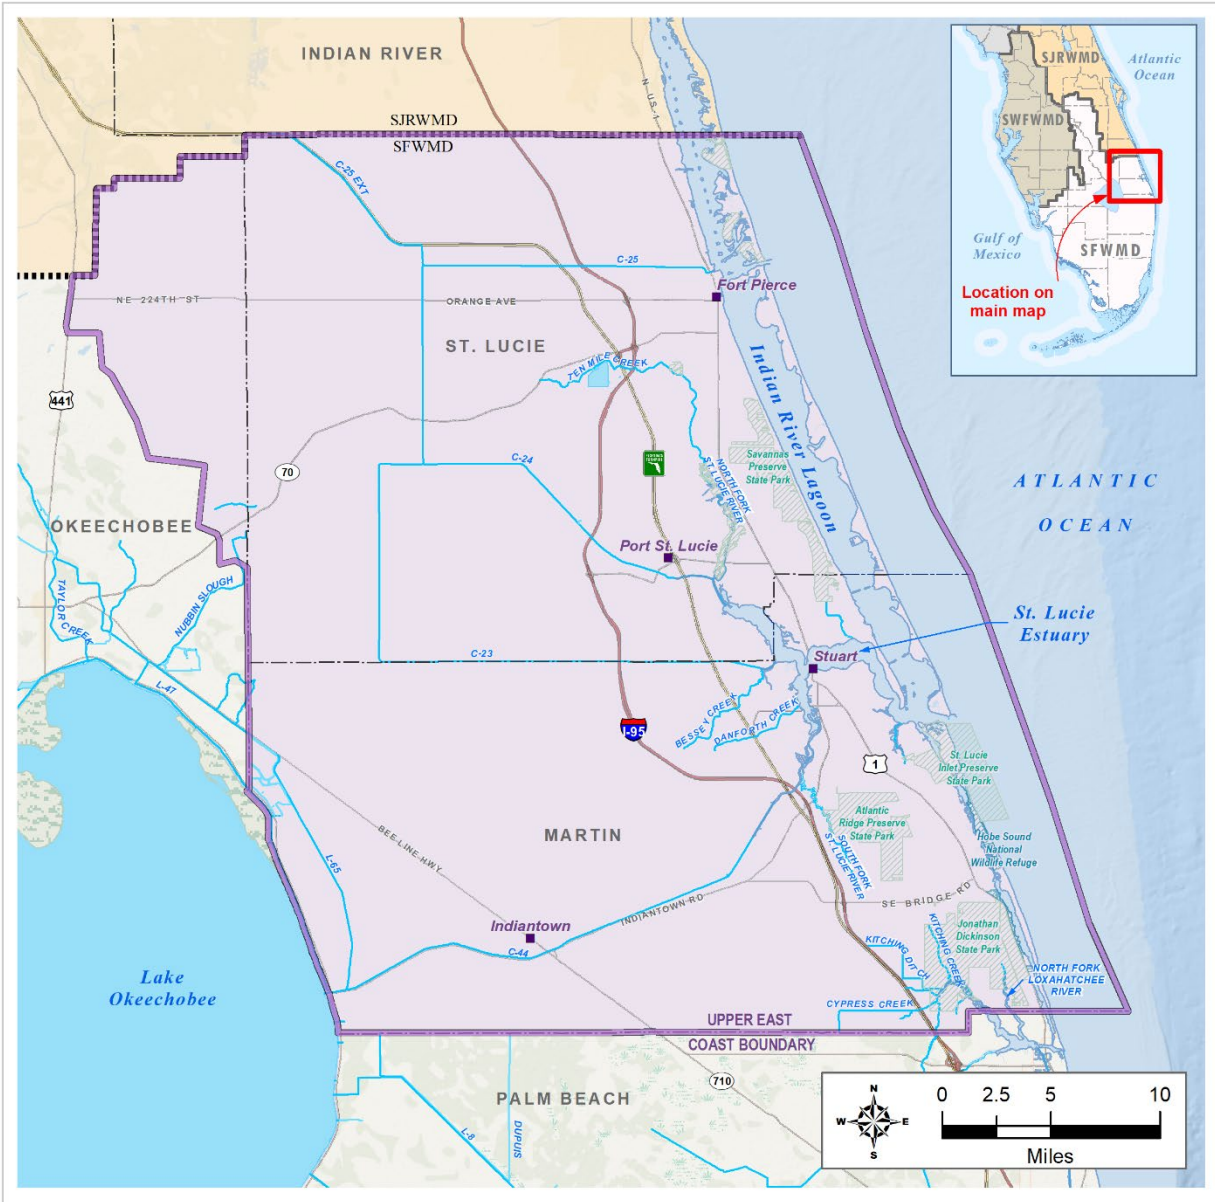 INDIAN RIVER
N US 1
SJRWMD
SFWMD
C-25 EXT
C-25
NE 224TH ST
ORANGE AVE
Fort Pierce
ST. LUCIE
TEN MILE CREEK
Indian River Lagoon
441
70
C-24
NORTH FORK
ST. LUCIE RIVER
Savannas
Preserve
State Park
ATLANTIC
OCEAN
OKEECHOBEE
Port St. Lucie
TAYLOR CREEK
NUBBIN SLOUGH
St. Lucie
Estuary
C-23
Stuart
L-47
BESSEY CREEK
DANFORTH CREEK
I-95
1
St. Lucie
Inlet Preserve
State Park
Atlantic
Ridge Preserve
State Park
MARTIN
BEE LINE HWY
L-65
SOUTH FORK
ST. LUCIE RIVER
Hobe Sound
National
Wildlife Refuge
INDIANTOWN RD
SE BRIDGE RD
Indiantown
C-44
KITCHING DITCH
KITCHING CREEK
Jonathan
Dickinson
State Park
NORTH FORK
LOXAHATCHEE
RIVER
CYPRESS CREEK
Lake
Okeechobee
UPPER EAST
COAST BOUNDARY
710
PALM BEACH
L-8
DUPUIS
SJRWMD
SWFWMD
Atlantic
Ocean
Gulf of
Mexico
SFWMD
Location on
main map
N
W
E
S
0 2.5 5 10
Miles